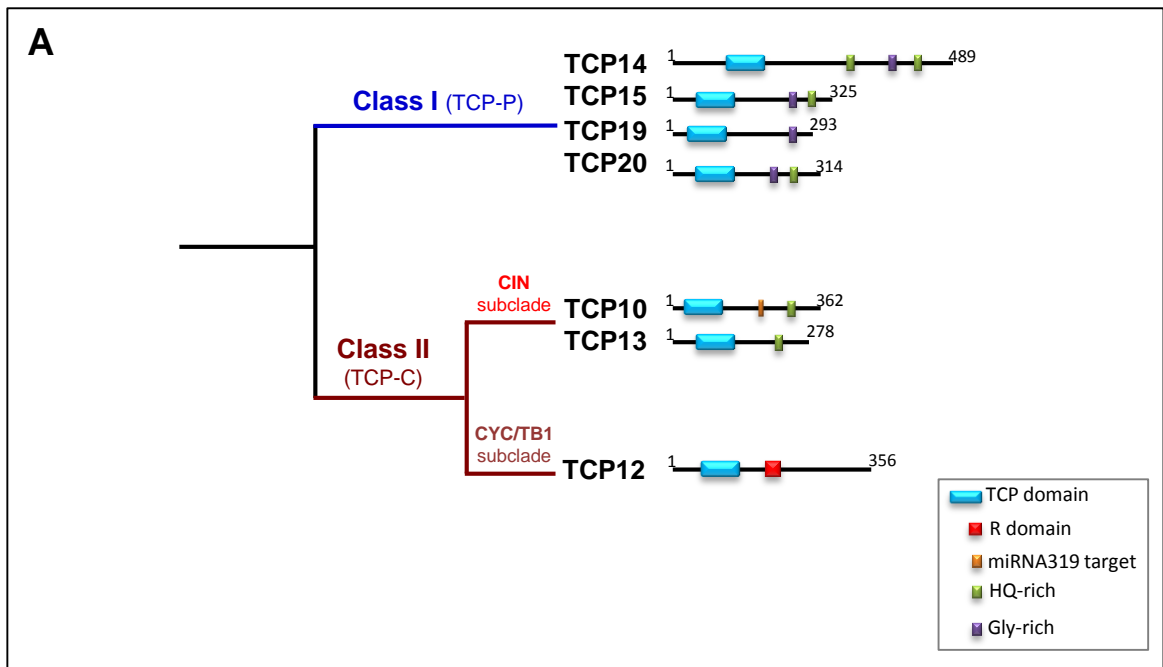 A
Class I (TCP-P)
TCP14
1
489
TCP15
1
325
TCP19
1
293
TCP20
1
314
CIN
subclade
TCP10
1
362
TCP13
1
278
Class II
(TCP-C)
CYC/TB1
subclade
TCP12
1
356
TCP domain
R domain
miRNA319 target
HQ-rich
Gly-rich